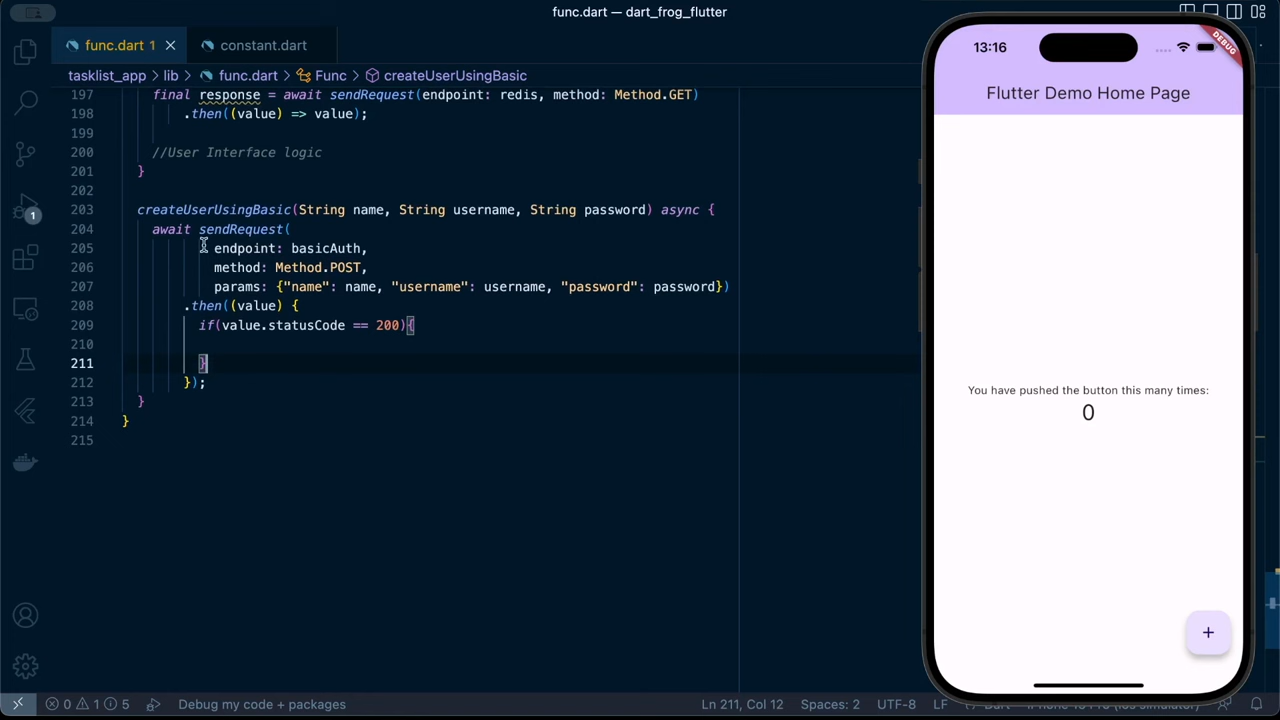 func.dart — dart_frog_flutter
func.dart 1
constant.dart
tasklist_app > lib > func.dart > Func > createUserUsingBasic
197 final response = await sendRequest(endpoint: redis, method: Method.GET)
198 .then((value) => value);
199
200 //User Interface logic
201 }
202
203 createUserUsingBasic(String name, String username, String password) async {
204 await sendRequest(
205 endpoint: basicAuth,
206 method: Method.POST,
207 params: {"name": name, "username": username, "password": password})
208 .then((value) {
209 if(value.statusCode == 200){
210
211 }
212 });
213 }
214 }
215
1
0 1 5 Debug my code + packages
Ln 211, Col 12 Spaces: 2 UTF-8 LF
13:16
DEBUG
Flutter Demo Home Page
You have pushed the button this many times:
0
+